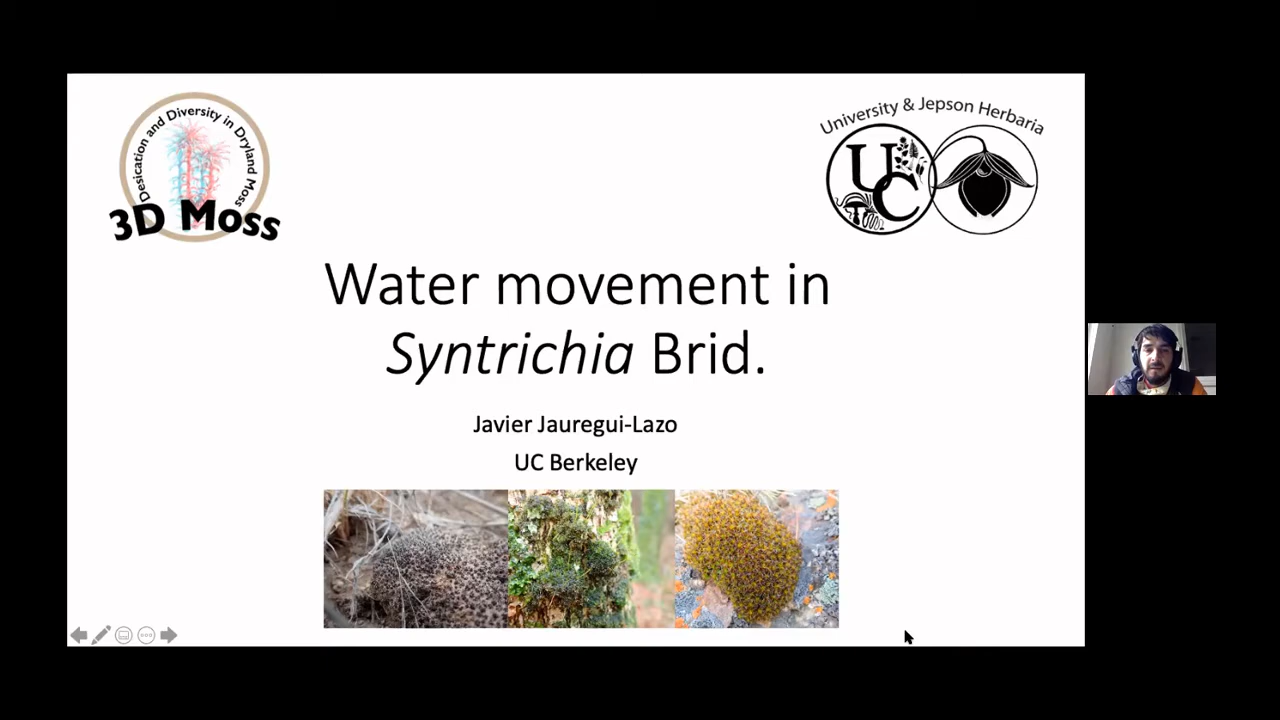 Desication and Diversity in Dryland Moss
3D Moss
University & Jepson Herbaria
UC
Water movement in
Syntrichia Brid.
Javier Jauregui-Lazo
UC Berkeley